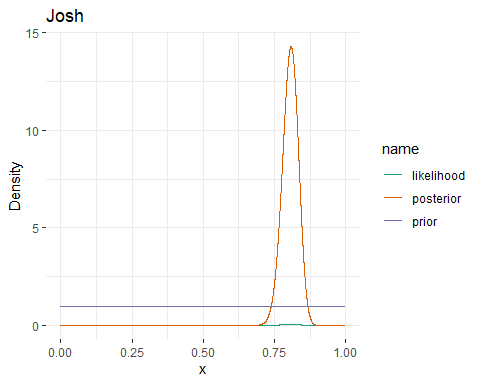 Josh
15
10
5
0
Density
0.00 0.25 0.50 0.75 1.00
x
name
likelihood
posterior
prior